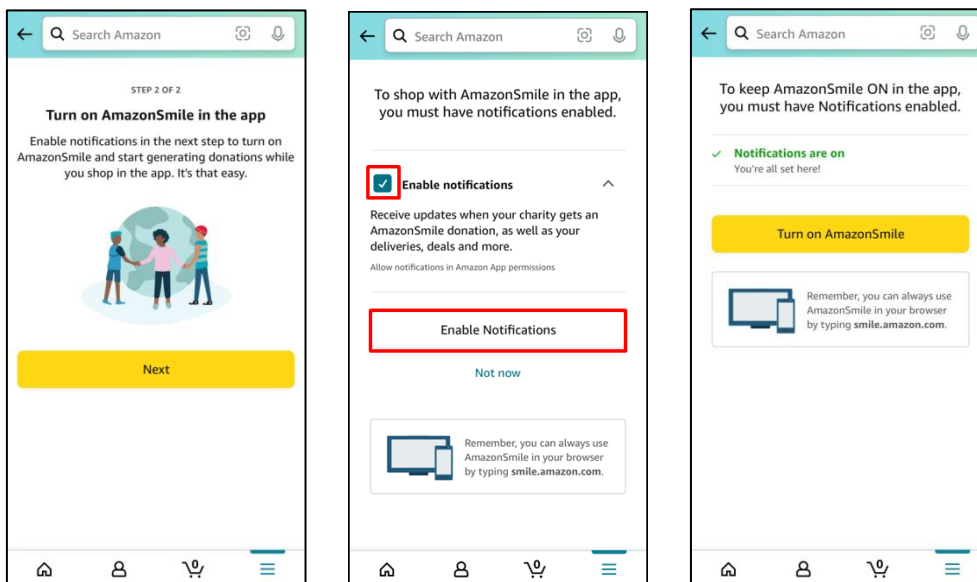 Search Amazon
STEP 2 OF 2
Turn on AmazonSmile in the app
Enable notifications in the next step to turn on
AmazonSmile and start generating donations while
you shop in the app. It's that easy.
Next
0
Search Amazon
To shop with AmazonSmile in the app,
you must have notifications enabled.
Enable notifications
Receive updates when your charity gets an
AmazonSmile donation, as well as your
deliveries, deals and more.
Allow notifications in Amazon App permissions
Enable Notifications
Not now
Remember, you can always use
AmazonSmile in your browser
by typing smile.amazon.com.
0
Search Amazon
To keep AmazonSmile ON in the app,
you must have Notifications enabled.
Notifications are on
You're all set here!
Turn on AmazonSmile
Remember, you can always use
AmazonSmile in your browser
by typing smile.amazon.com.
0